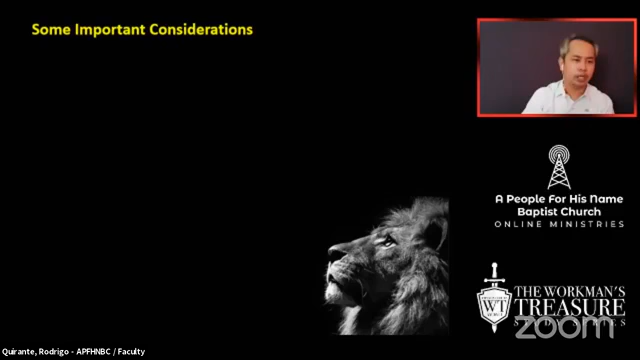 Some Important Considerations
A People For His Name
Baptist Church
ONLINE MINISTRIES
WT
THE WORKMAN'S
TREASURE
zoom
Quirante, Rodrigo - APFHNBC / Faculty